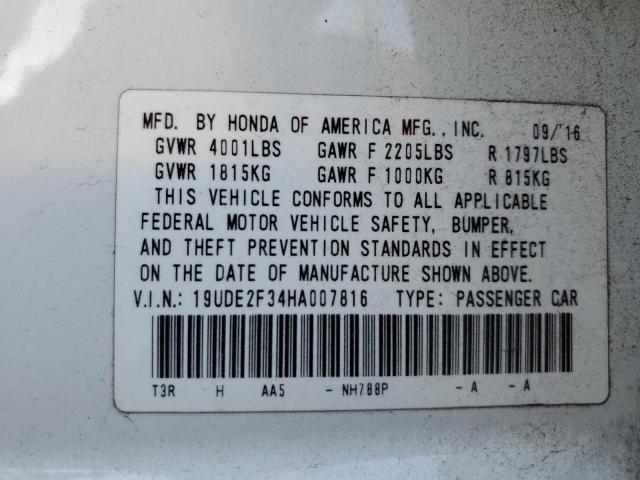 MFD. BY HONDA OF AMERICA MFG., INC. 09/16
GVWR 4001LBS GAWR F 2205LBS R 1797LBS
GVWR 1815KG GAWR F 1000KG R 815KG
THIS VEHICLE CONFORMS TO ALL APPLICABLE
FEDERAL MOTOR VEHICLE SAFETY, BUMPER,
AND THEFT PREVENTION STANDARDS IN EFFECT
ON THE DATE OF MANUFACTURE SHOWN ABOVE.
V.I.N.: 19UDE2F34HA007816 TYPE: PASSENGER CAR
T3R H AA5 - NH788P - A - A